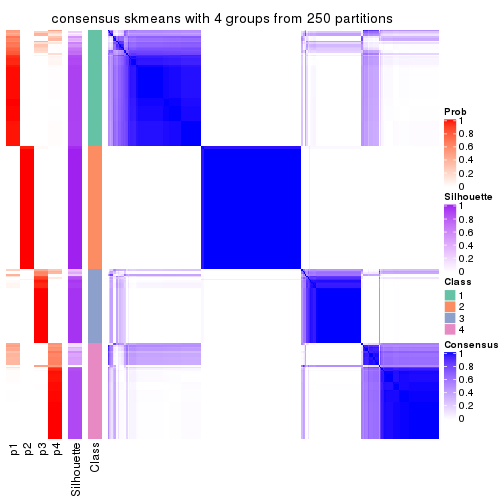 consensus skmeans with 4 groups from 250 partitions
Prob
1
0.8
0.6
0.4
0.2
0
Silhouette
1
0.8
0.6
0.4
0.2
0
Class
1
2
3
4
Consensus
1
0.8
0.6
0.4
0.2
0
p1
p2
p3
p4
Silhouette
Class